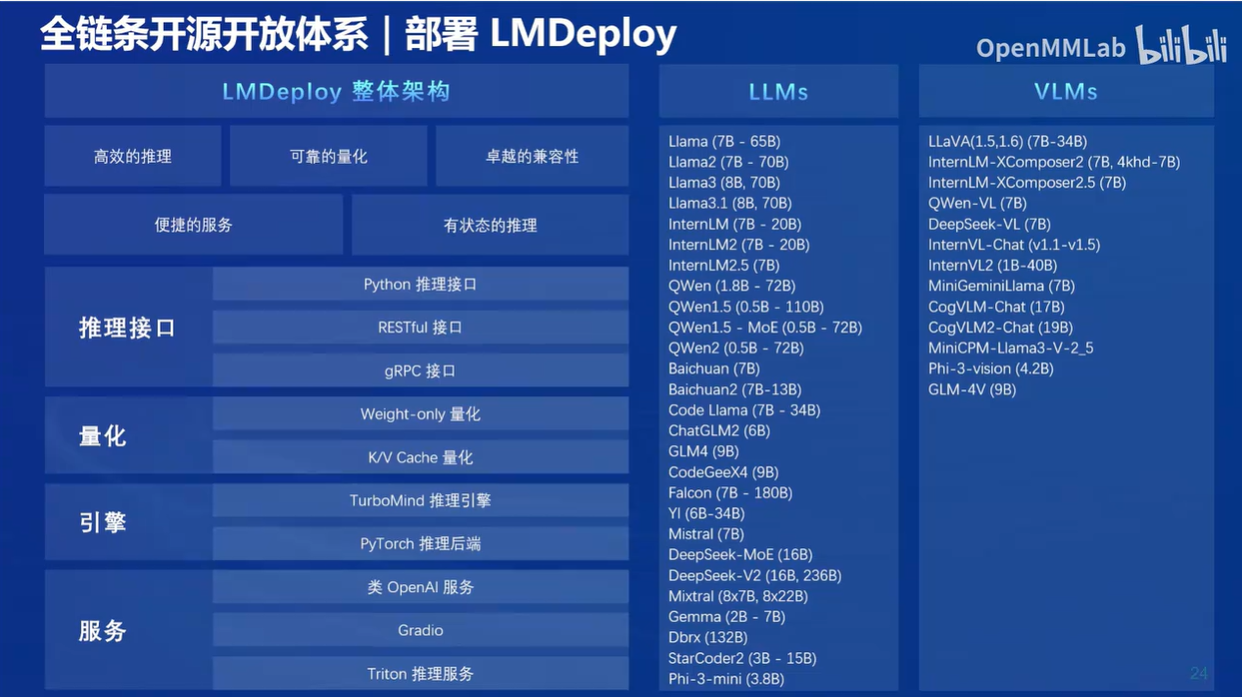 全链条开源开放体系 | 部署 LMDeploy
OpenMMLab bilibili
LMDeploy 整体架构
高效的推理
可靠的量化
卓越的兼容性
便捷的服务
有状态的推理
推理接口
Python 推理接口
RESTful 接口
gRPC 接口
量化
Weight-only 量化
K/V Cache 量化
引擎
TurboMind 推理引擎
PyTorch 推理后端
服务
类 OpenAI 服务
Gradio
Triton 推理服务
LLMs
Llama (7B - 65B)
Llama2 (7B - 70B)
Llama3 (8B, 70B)
Llama3.1 (8B, 70B)
InternLM (7B - 20B)
InternLM2 (7B - 20B)
InternLM2.5 (7B)
QWen (1.8B - 72B)
QWen1.5 (0.5B - 110B)
QWen1.5 - MoE (0.5B - 72B)
QWen2 (0.5B - 72B)
Baichuan (7B)
Baichuan2 (7B-13B)
Code Llama (7B - 34B)
ChatGLM2 (6B)
GLM4 (9B)
CodeGeeX4 (9B)
Falcon (7B - 180B)
YI (6B-34B)
Mistral (7B)
DeepSeek-MoE (16B)
DeepSeek-V2 (16B, 236B)
Mixtral (8x7B, 8x22B)
Gemma (2B - 7B)
Dbrx (132B)
StarCoder2 (3B - 15B)
Phi-3-mini (3.8B)
VLMs
LLaVA(1.5,1.6) (7B-34B)
InternLM-XComposer2 (7B, 4khd-7B)
InternLM-XComposer2.5 (7B)
QWen-VL (7B)
DeepSeek-VL (7B)
InternVL-Chat (v1.1-v1.5)
InternVL2 (1B-40B)
MiniGeminiLlama (7B)
CogVLM-Chat (17B)
CogVLM2-Chat (19B)
MiniCPM-Llama3-V-2_5
Phi-3-vision (4.2B)
GLM-4V (9B)
24